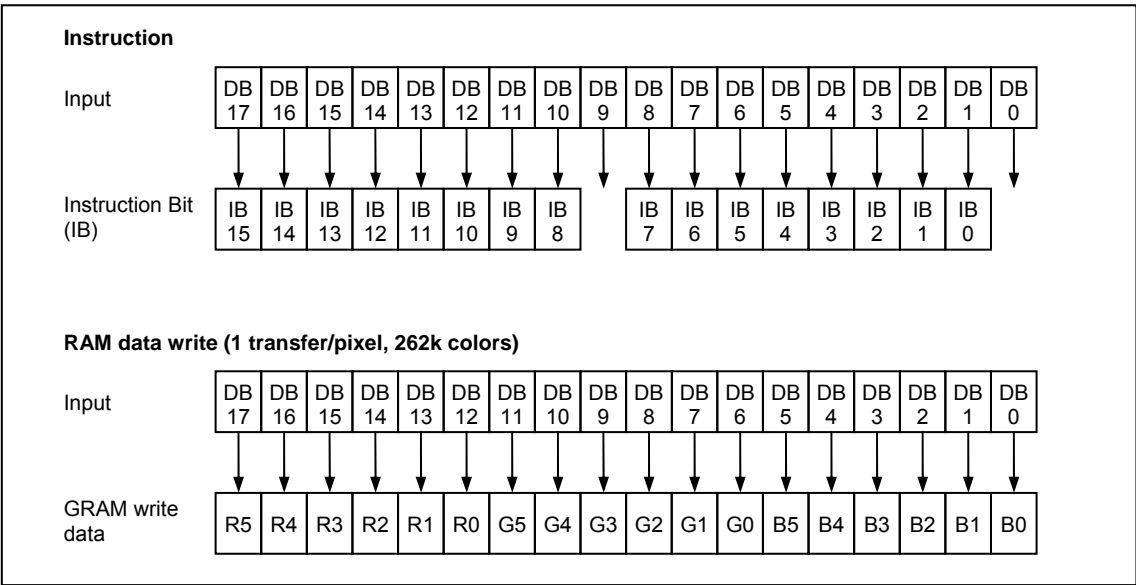 Instruction
Input DB 17 DB 16 DB 15 DB 14 DB 13 DB 12 DB 11 DB 10 DB 9 DB 8 DB 7 DB 6 DB 5 DB 4 DB 3 DB 2 DB 1 DB 0
Instruction Bit (IB) IB 15 IB 14 IB 13 IB 12 IB 11 IB 10 IB 9 IB 8 IB 7 IB 6 IB 5 IB 4 IB 3 IB 2 IB 1 IB 0
RAM data write (1 transfer/pixel, 262k colors)
Input DB 17 DB 16 DB 15 DB 14 DB 13 DB 12 DB 11 DB 10 DB 9 DB 8 DB 7 DB 6 DB 5 DB 4 DB 3 DB 2 DB 1 DB 0
GRAM write data R5 R4 R3 R2 R1 R0 G5 G4 G3 G2 G1 G0 B5 B4 B3 B2 B1 B0